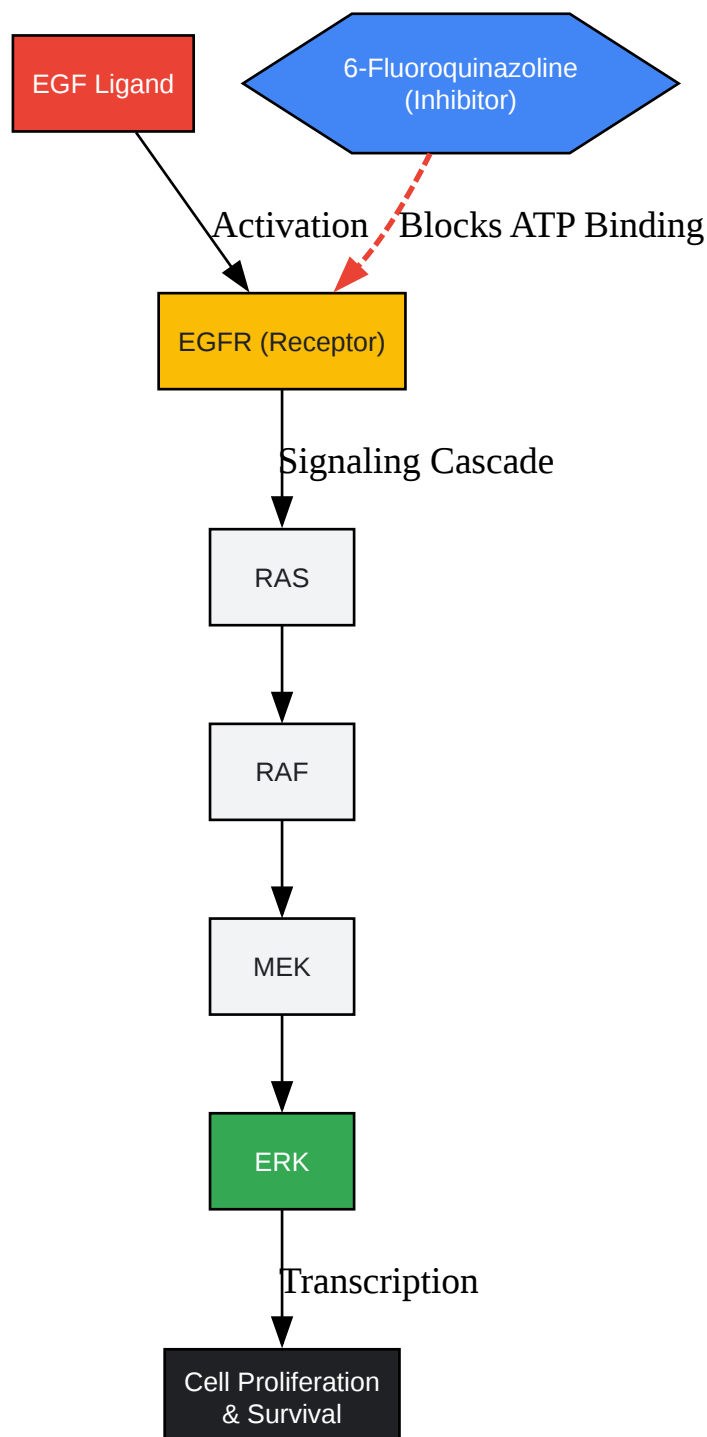 EGF Ligand
6-Fluoroquinazoline
(Inhibitor)
Activation
Blocks ATP Binding
EGFR (Receptor)
Signaling Cascade
RAS
RAF
MEK
ERK
Transcription
Cell Proliferation
& Survival